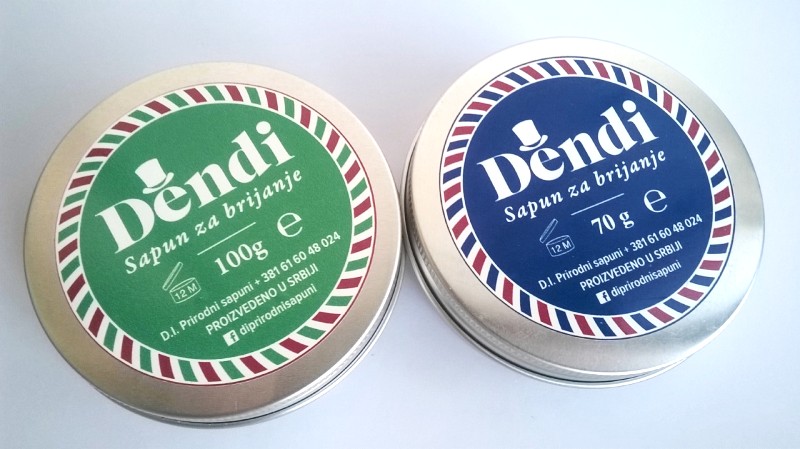 Dendi
Sapun za brijanje
100g ℮
12 M
D.I. Prirodni sapuni + 381 61 60 48 024
PROIZVEDENO U SRBIJI
f diprirodnisapuni
Dendi
Sapun za brijanje
70 g ℮
12 M
D.I. Prirodni sapuni + 381 61 60 48 024
PROIZVEDENO U SRBIJI
f diprirodnisapuni